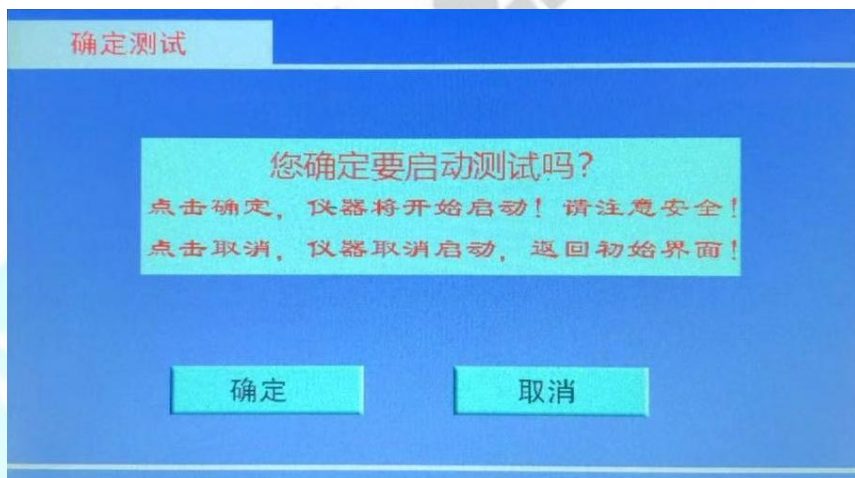 确定测试
您确定要启动测试吗？
点击确定，仪器将开始启动！请注意安全！
点击取消，仪器取消启动，返回初始界面！
确定
取消